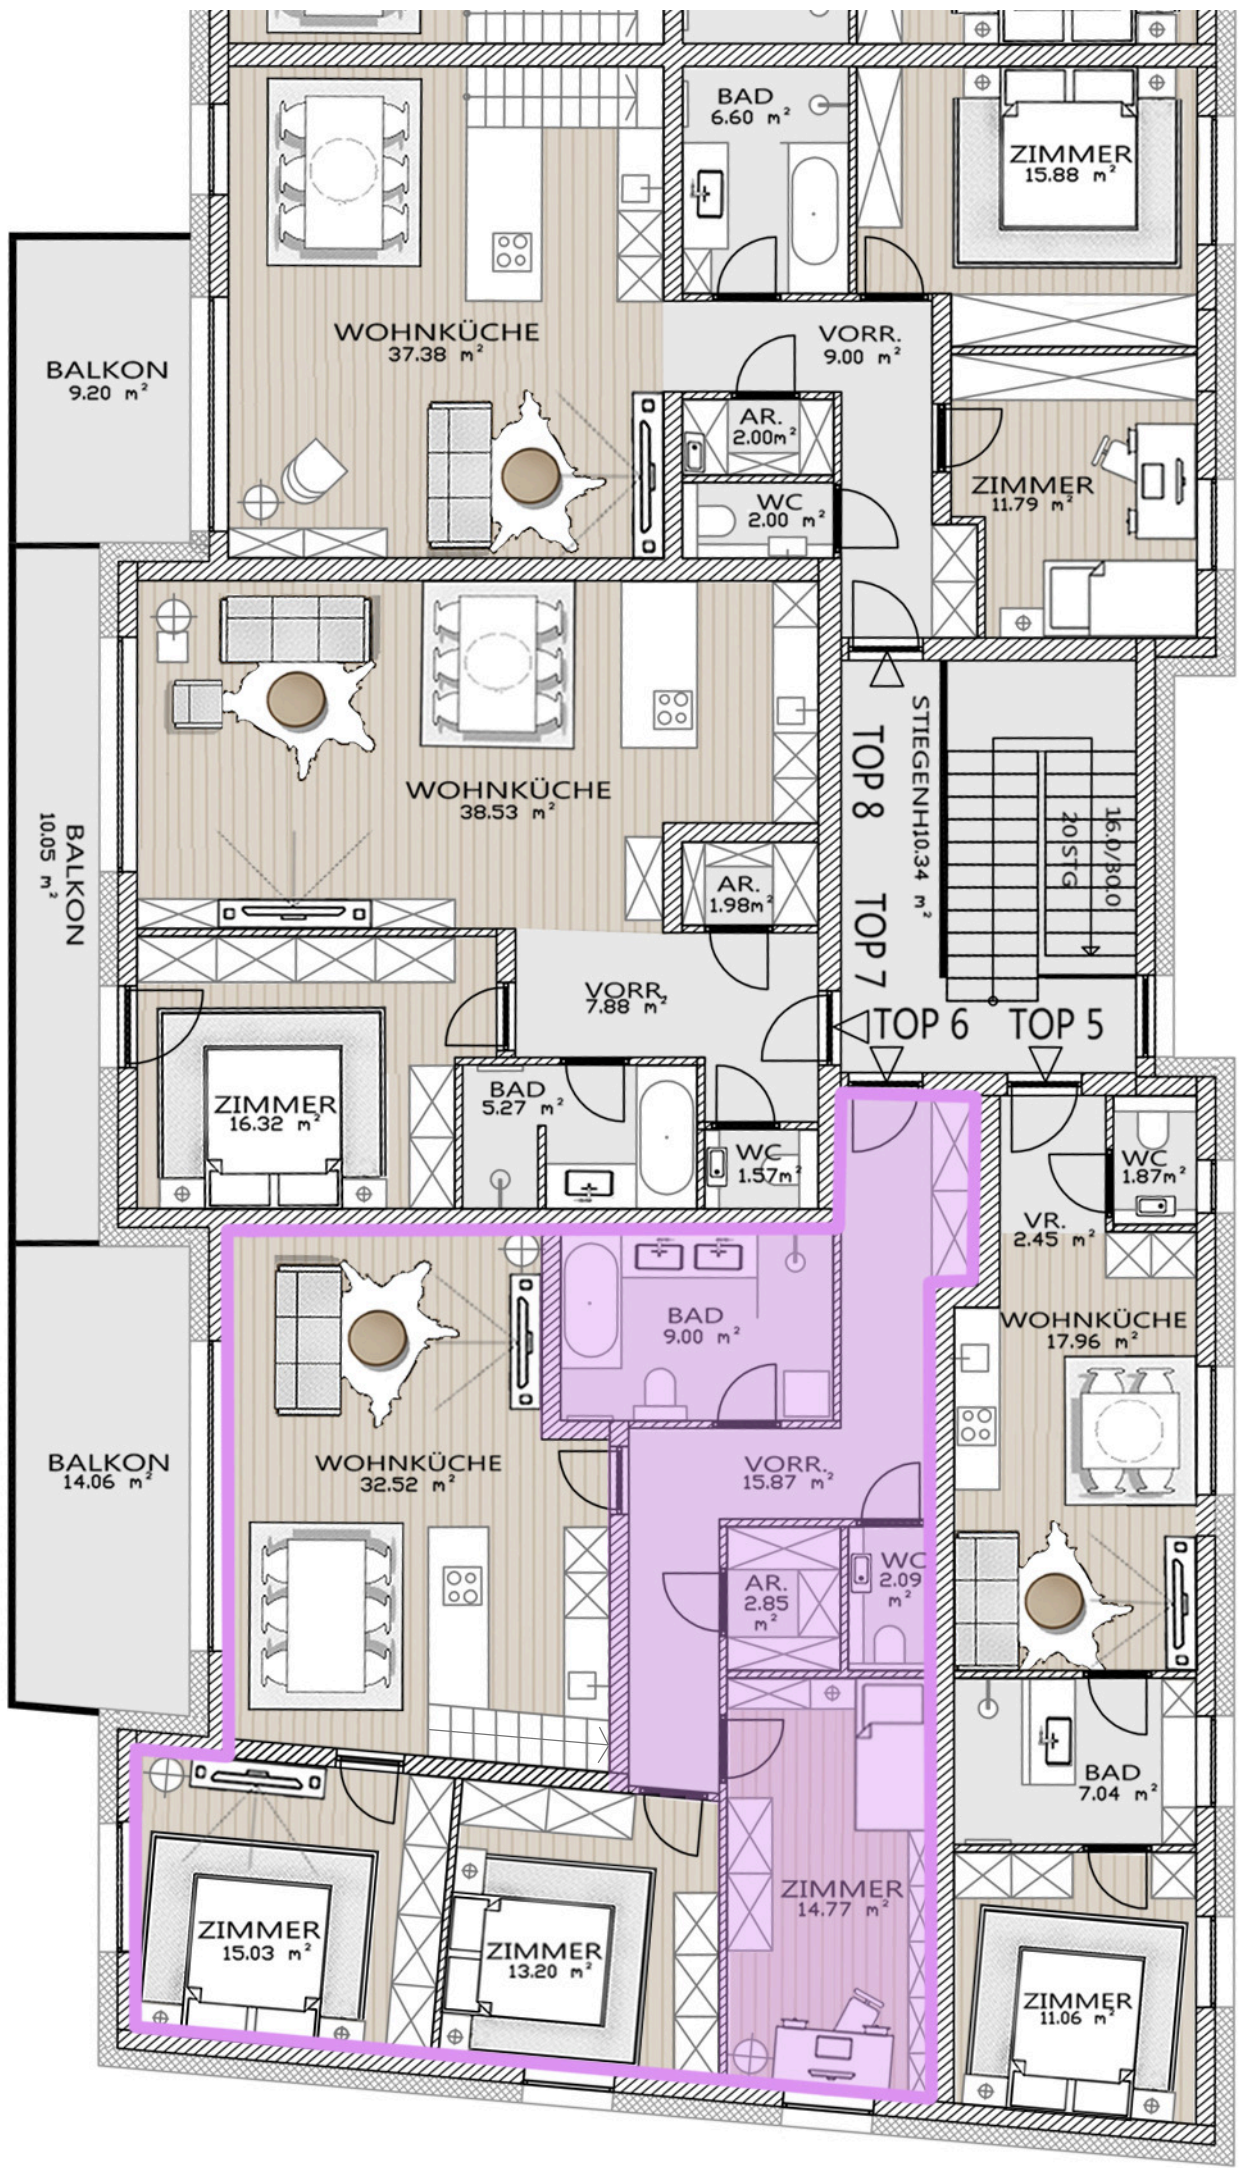 BAD
6.60 m²
ZIMMER
15.88 m²
WOHNKÜCHE
37.38 m²
VORR.
9.00 m²
BALKON
9.20 m²
AR.
2.00m²
WC
2.00 m²
ZIMMER
11.79 m²
WOHNKÜCHE
38.53 m²
BALKON
10.05 m²
AR.
1.98m²
TOP 8
TOP 7
STIEGENH10.34 m²
20 STG
16.0/30.0
VORR.
7.88 m²
TOP 6
TOP 5
ZIMMER
16.32 m²
BAD
5.27 m²
WC
1.57m²
WC
1.87m²
VR.
2.45 m²
BAD
9.00 m²
WOHNKÜCHE
17.96 m²
BALKON
14.06 m²
WOHNKÜCHE
32.52 m²
VORR.
15.87 m²
AR.
2.85
m²
WC
2.09
m²
BAD
7.04 m²
ZIMMER
14.77 m²
ZIMMER
15.03 m²
ZIMMER
13.20 m²
ZIMMER
11.06 m²